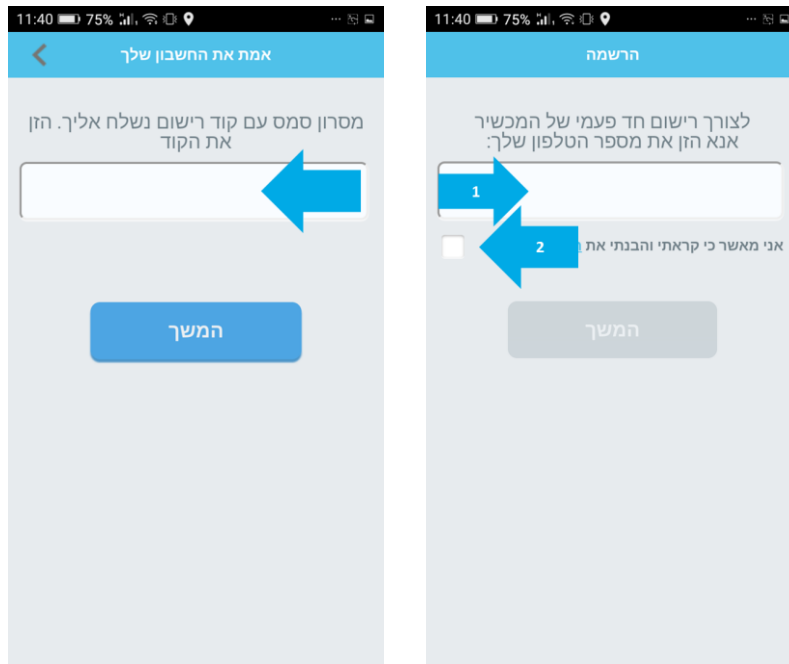 11:40 75%
הרשמה
לצורך רישום חד פעמי של המכשיר
אנא הזן את מספר הטלפון שלך:
1
אני מאשר כי קראתי והבנתי את
2
המשך
11:40 75%
אמת את החשבון שלך
מסרון סמס עם קוד רישום נשלח אליך. הזן
את הקוד
המשך